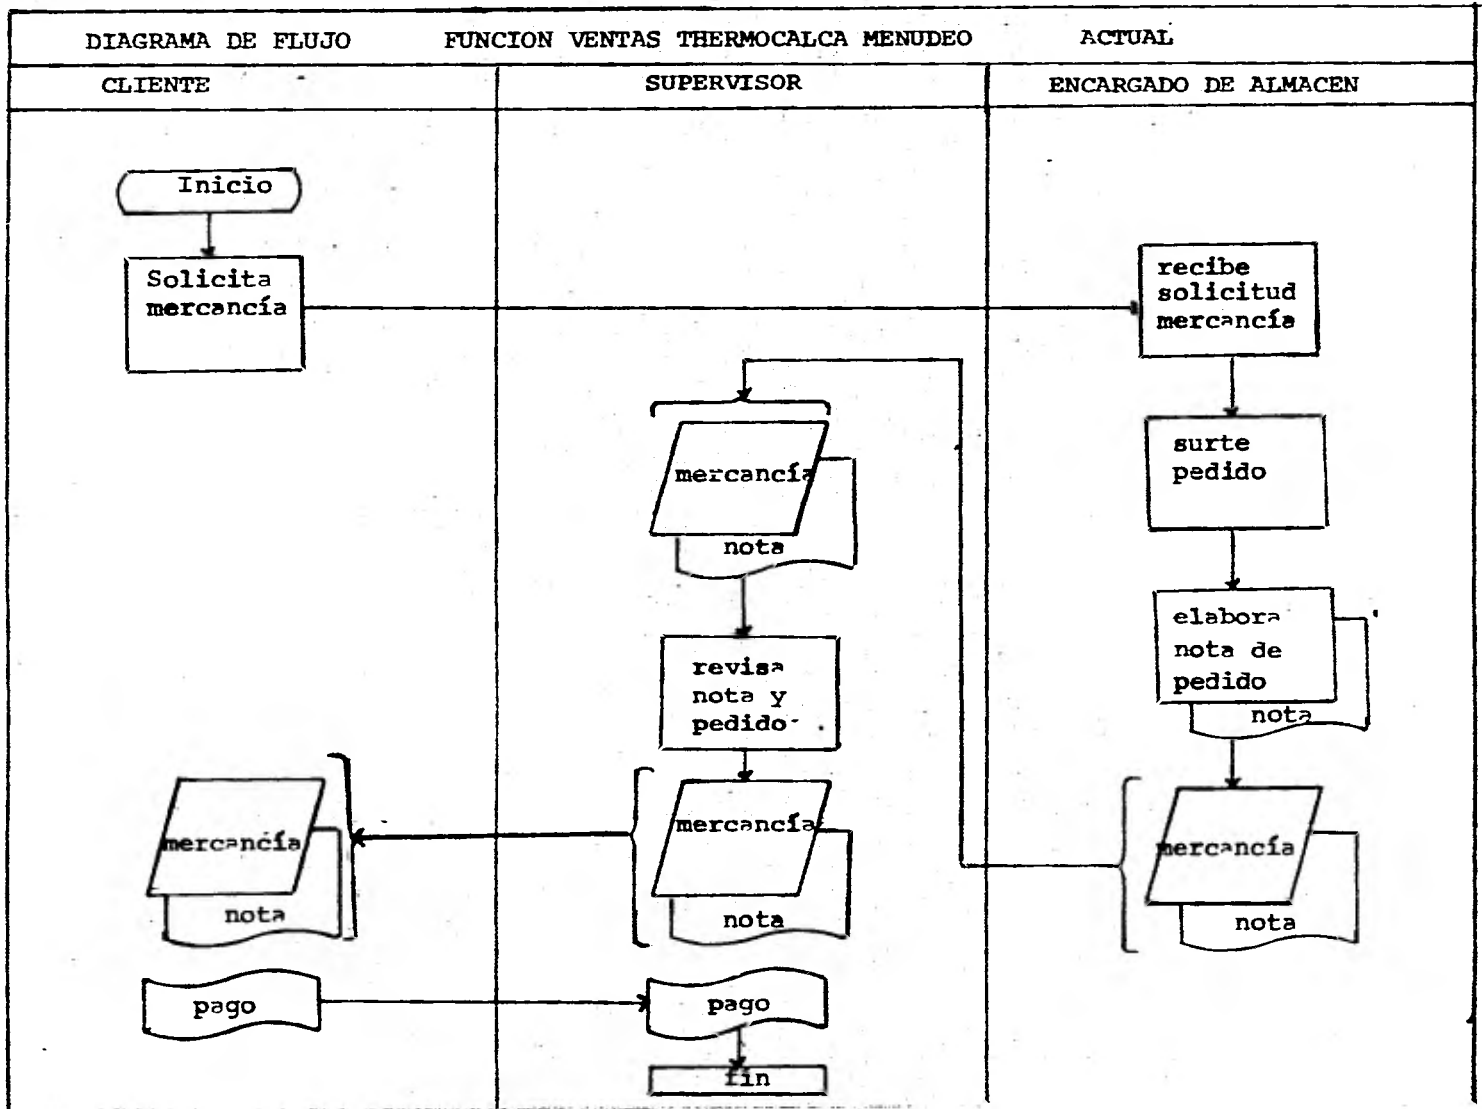 DIAGRAMA DE FLUJO FUNCION VENTAS THERMOCALCA MENUDEO ACTUAL
CLIENTE SUPERVISOR ENCARGADO DE ALMACEN
Inicio
Solicita
mercancía
recibe
solicitud
mercancía
surte
pedido
elabora
nota de
pedido
nota
mercancía
nota
mercancía
nota
revisa
nota y
pedido
mercancía
nota
mercancía
nota
pago
pago
fin